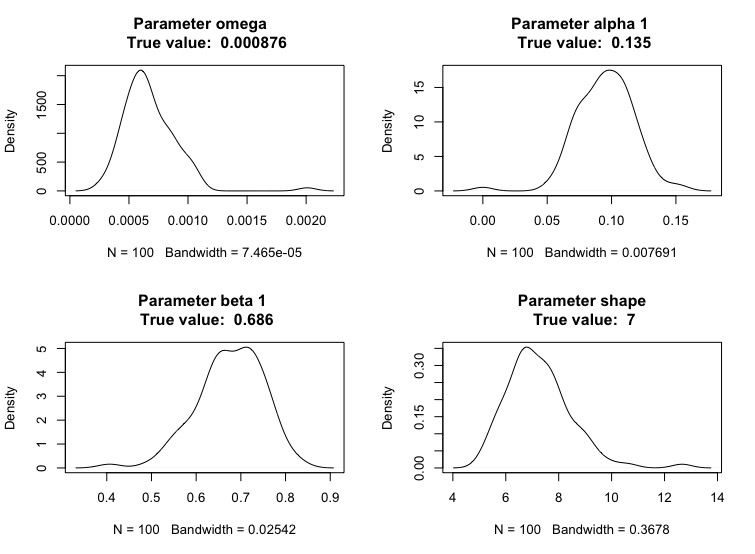 Parameter omega
True value:  0.000876
Density
0
500
1500
0.0000
0.0005
0.0010
0.0015
0.0020
N = 100   Bandwidth = 7.465e-05
Parameter alpha 1
True value:  0.135
Density
0
5
10
15
0.00
0.05
0.10
0.15
N = 100   Bandwidth = 0.007691
Parameter beta 1
True value:  0.686
Density
0
1
2
3
4
5
0.4
0.5
0.6
0.7
0.8
0.9
N = 100   Bandwidth = 0.02542
Parameter shape
True value:  7
Density
0.00
0.15
0.30
4
6
8
10
12
14
N = 100   Bandwidth = 0.3678